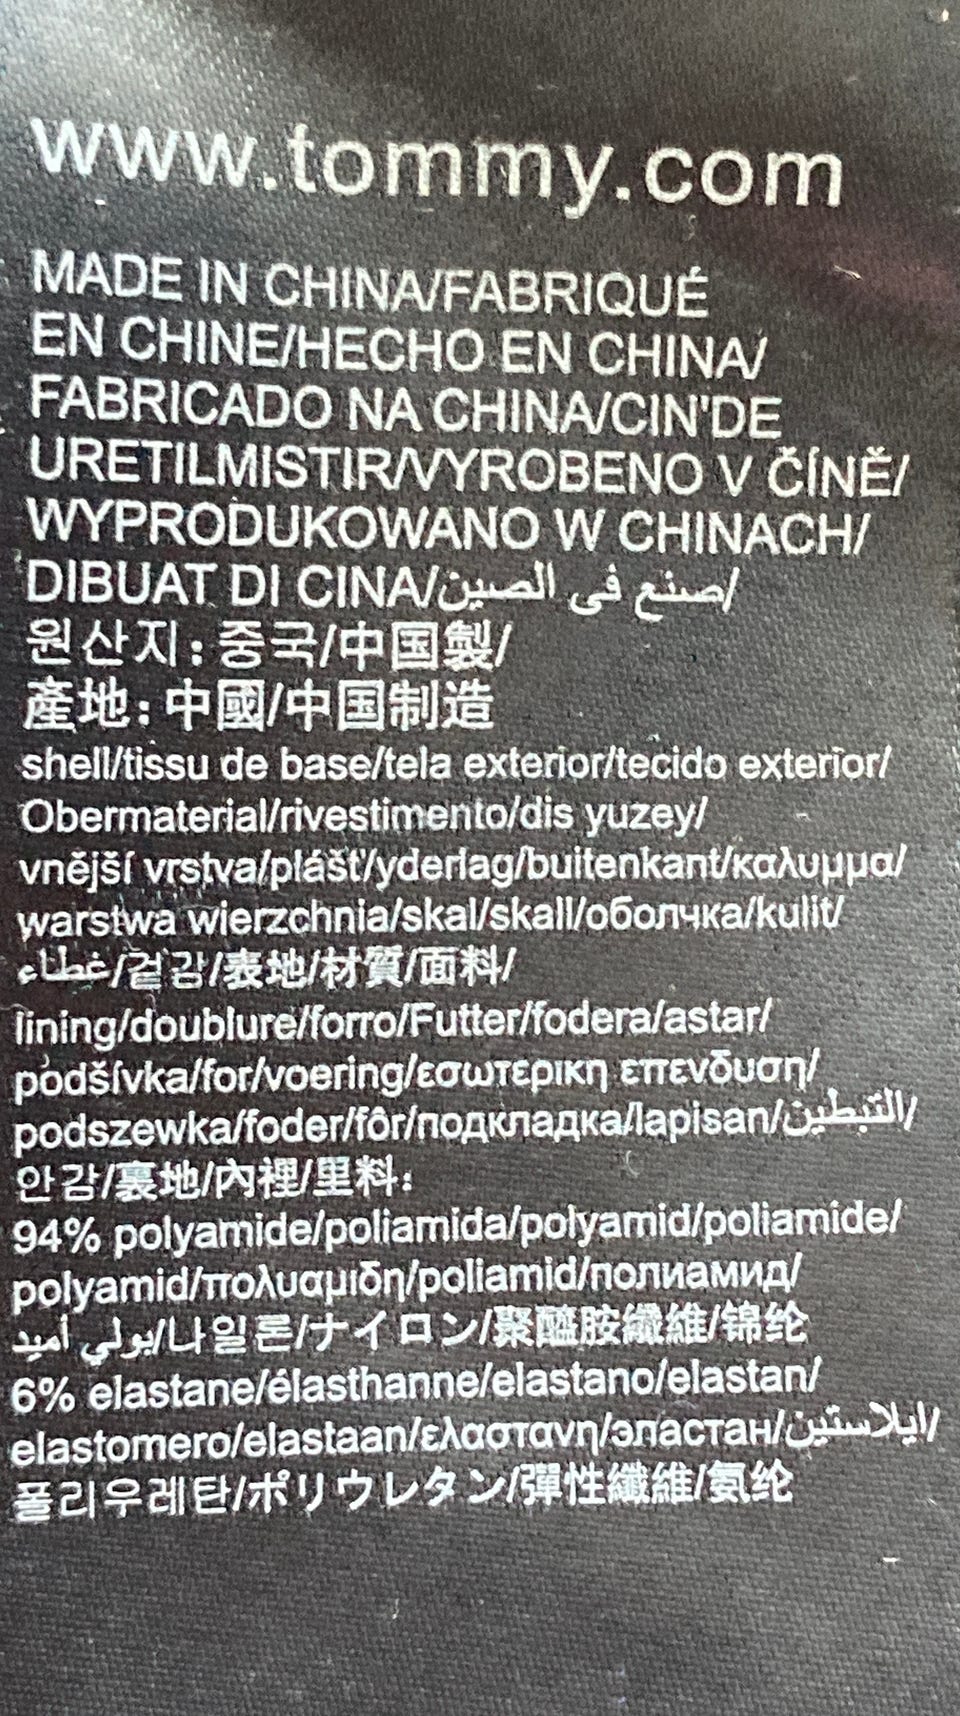 www.tommy.com
MADE IN CHINA/FABRIQUÉ
EN CHINE/HECHO EN CHINA/
FABRICADO NA CHINA/CIN'DE
URETILMISTIR/VYROBENO V ČÍNĚ/
WYPRODUKOWANO W CHINACH/
DIBUAT DI CINA/صنع في الصين/
원산지:중국/中国製/
產地:中國/中国制造
shell/tissu de base/tela exterior/tecido exterior/
Obermaterial/rivestimento/dis yuzey/
vnější vrstva/plášť/yderlag/buitenkant/καλυμμα/
warstwa wierzchnia/skal/skall/оболчка/kulit/
غطاء/겉감/表地/材質/面料/
lining/doublure/forro/Futter/fodera/astar/
podšívka/for/voering/εσωτερικη επενδυση/
podszewka/foder/fôr/подкладка/lapisan/التبطين/
안감/裏地/內裡/里料:
94% polyamide/poliamida/polyamid/poliamide/
polyamid/πολυαμιδη/poliamid/полиамид/
بولي أميد/나일론/ナイロン/聚醯胺纖維/锦纶
6% elastane/élasthanne/elastano/elastan/
elastomero/elastaan/ελαστανη/эластан/ايلاستين/
폴리우레탄/ポリウレタン/彈性纖維/氨纶